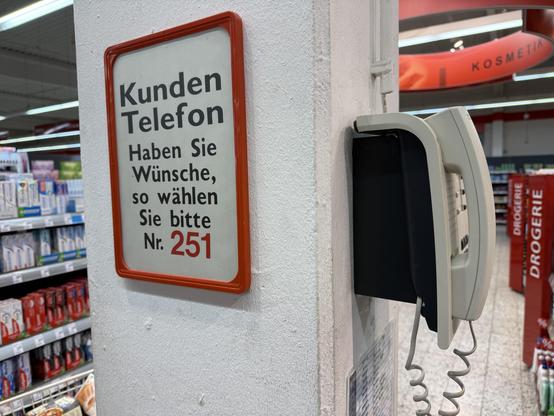 Kunden
Telefon
Haben Sie
Wünsche,
so wählen
Sie bitte
Nr. 251
KOSMETIK
DROGERIE
DROGERIE